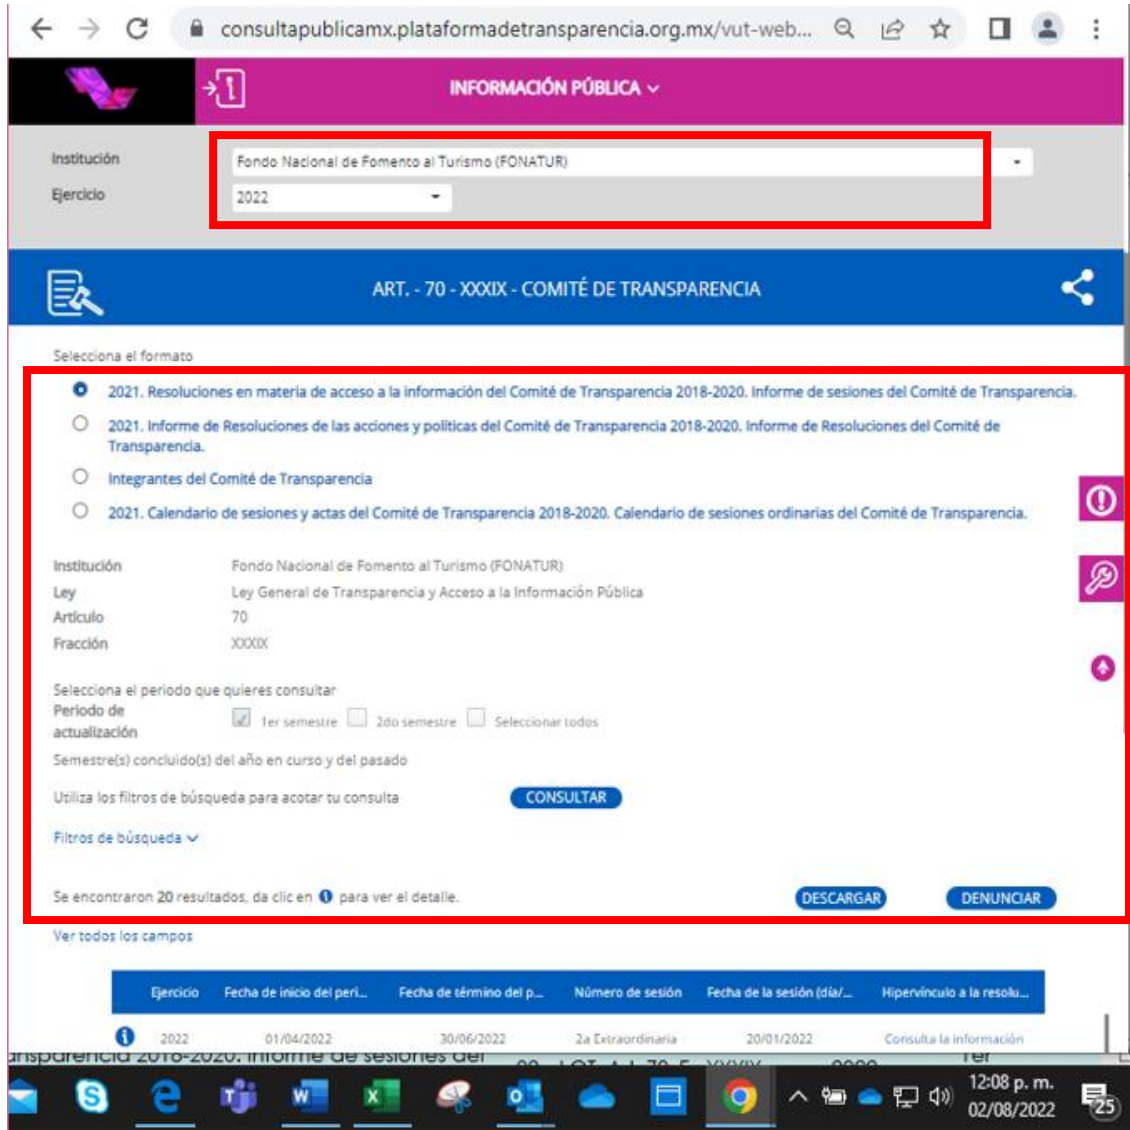 consultapublicamx.plataformadetransparencia.org.mx/vut-web...
INFORMACIÓN PÚBLICA
Institución
Fondo Nacional de Fomento al Turismo (FONATUR)
Ejercicio
2022
ART. - 70 - XXXIX - COMITÉ DE TRANSPARENCIA
Selecciona el formato
2021. Resoluciones en materia de acceso a la información del Comité de Transparencia 2018-2020. Informe de sesiones del Comité de Transparencia.
2021. Informe de Resoluciones de las acciones y políticas del Comité de Transparencia 2018-2020. Informe de Resoluciones del Comité de
Transparencia.
Integrantes del Comité de Transparencia
2021. Calendario de sesiones y actas del Comité de Transparencia 2018-2020. Calendario de sesiones ordinarias del Comité de Transparencia.
Institución Fondo Nacional de Fomento al Turismo (FONATUR)
Ley Ley General de Transparencia y Acceso a la Información Pública
Artículo 70
Fracción XXXIX
Selecciona el periodo que quieres consultar
Periodo de
actualización
1er semestre 2do semestre Seleccionar todos
Semestre(s) concluido(s) del año en curso y del pasado
Utiliza los filtros de búsqueda para acotar tu consulta CONSULTAR
Filtros de búsqueda
Se encontraron 20 resultados, da clic en para ver el detalle. DESCARGAR DENUNCIAR
Ver todos los campos
Ejercicio Fecha de inicio del peri... Fecha de término del p... Número de sesión Fecha de la sesión (día/... Hipervínculo a la resolu...
2022 01/04/2022 30/06/2022 2a Extraordinaria 20/01/2022 Consulta la información
12:08 p. m.
02/08/2022
25